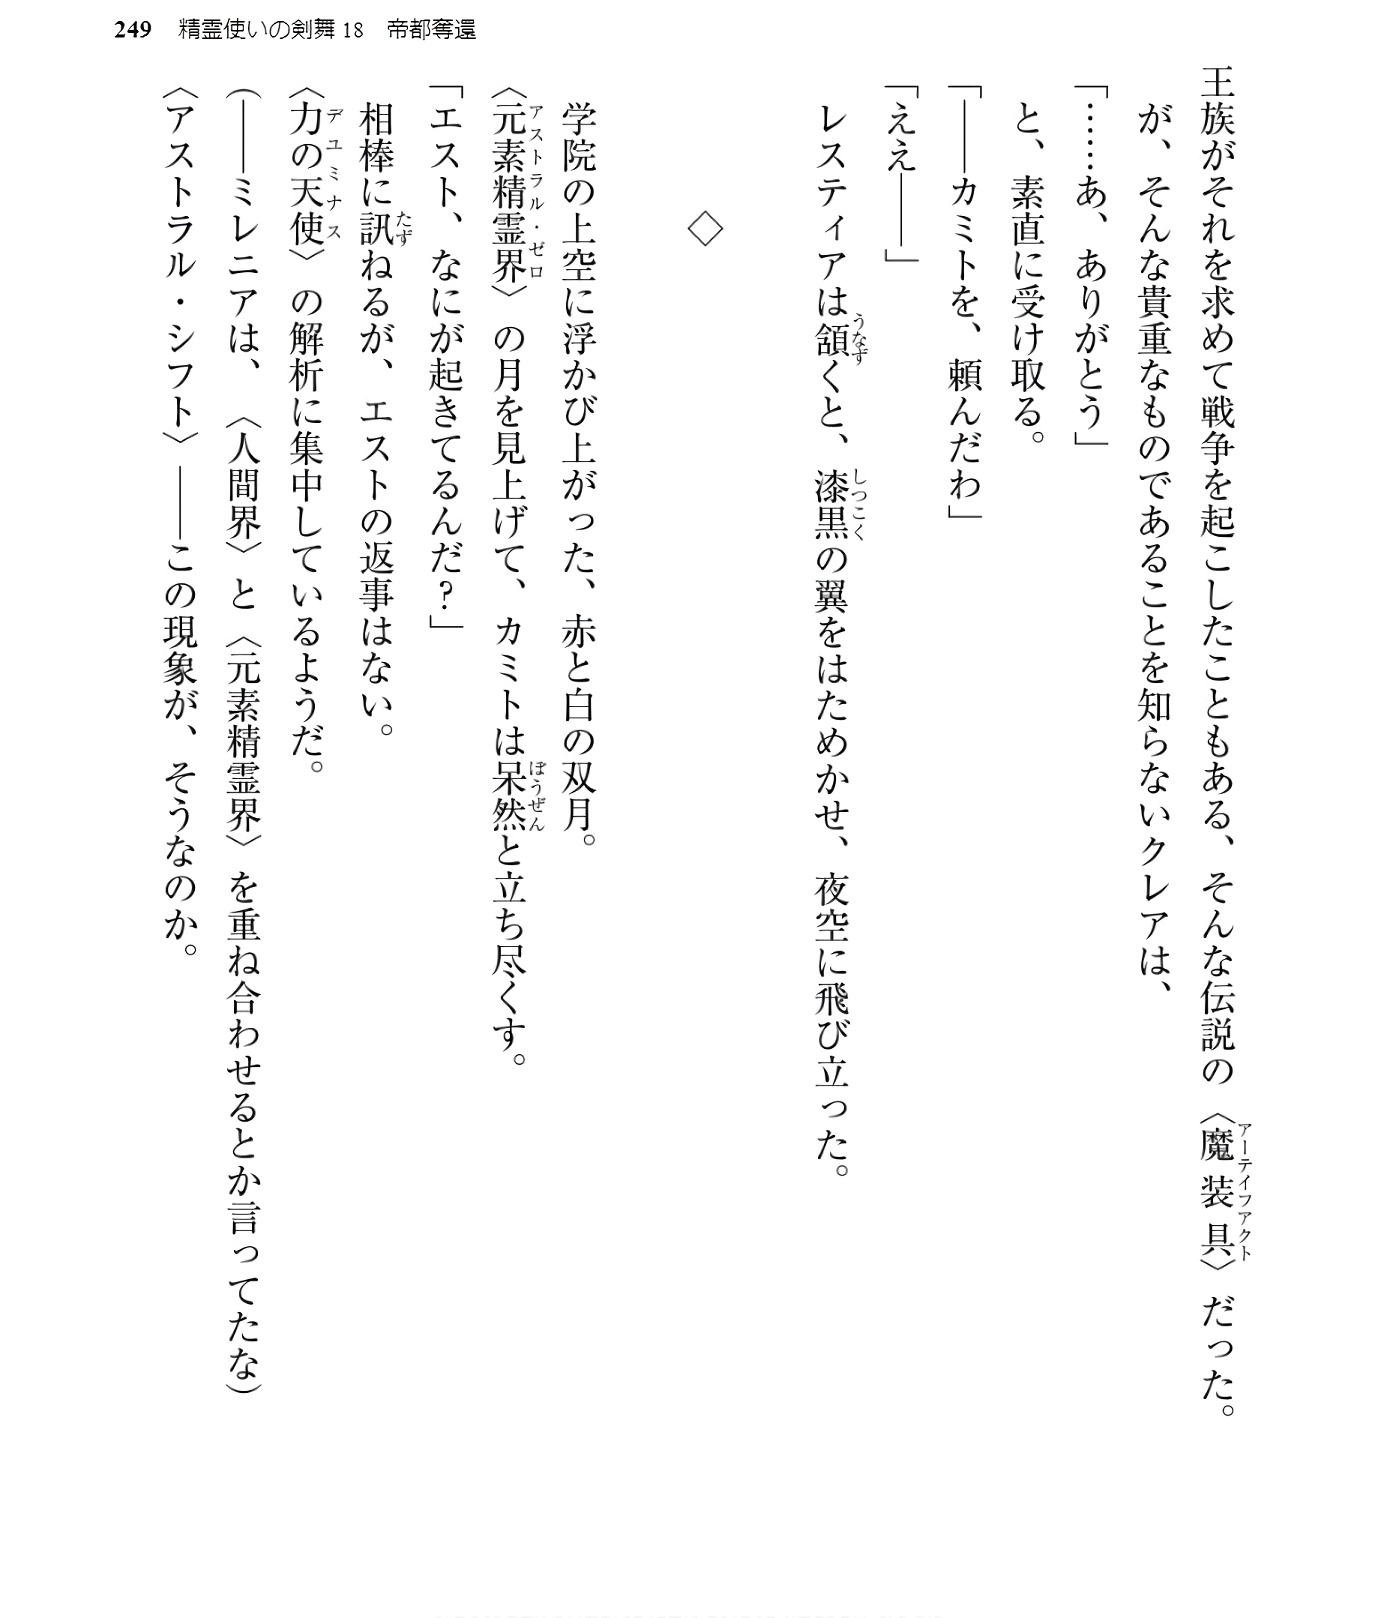 249 精霊使いの剣舞18 帝都奪還
王族がそれを求めて戦争を起こしたこともある、そんな伝説の〈魔装具〉だった。
アーティファクト
が、そんな貴重なものであることを知らないクレアは、
「……あ、ありがとう」
と、素直に受け取る。
「――カミトを、頼んだわ」
「ええ――」
レスティアは頷くと、漆黒の翼をはためかせ、夜空に飛び立った。
うなず
しっこく
◇
学院の上空に浮かび上がった、赤と白の双月。
〈元素精霊界〉の月を見上げて、カミトは呆然と立ち尽くす。
アストラル・ゼロ
ぼうぜん
「エスト、なにが起きてるんだ?」
相棒に訊ねるが、エストの返事はない。
たず
〈力の天使〉の解析に集中しているようだ。
デュミナス
(――ミレニアは、〈人間界〉と〈元素精霊界〉を重ね合わせるとか言ってたな)
〈アストラル・シフト〉――この現象が、そうなのか。